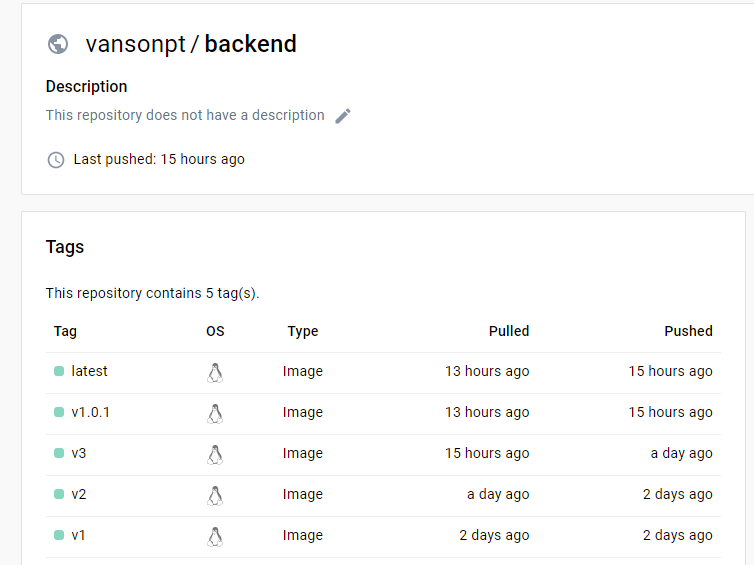 vansonpt / backend
Description
This repository does not have a description
Last pushed: 15 hours ago
Tags
This repository contains 5 tag(s).
Tag OS Type Pulled Pushed
latest Image 13 hours ago 15 hours ago
v1.0.1 Image 13 hours ago 15 hours ago
v3 Image 15 hours ago a day ago
v2 Image a day ago 2 days ago
v1 Image 2 days ago 2 days ago